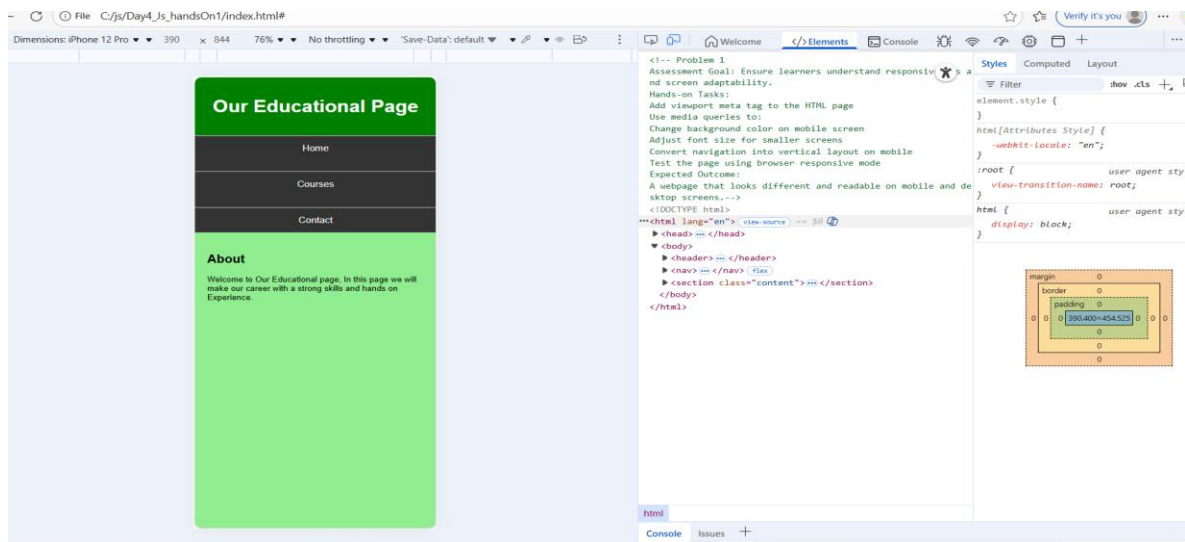 File C:/js/Day4_Js_handsOn1/index.html#
Verify it's you
Dimensions: iPhone 12 Pro 390 x 844 76% No throttling 'Save-Data': default
Welcome </> Elements Console
Our Educational Page
Home
Courses
Contact
About
Welcome to Our Educational page, In this page we will
make our career with a strong skills and hands on
Experience.
<!-- Problem 1
Assessment Goal: Ensure learners understand a
nd screen adaptability.
Hands-on Tasks:
Add viewport meta tag to the HTML page
Use media queries to:
Change background color on mobile screen
Adjust font size for smaller screens
Convert navigation into vertical layout on mobile
Test the page using browser responsive mode
Expected Outcome:
A webpage that looks different and readable on mobile and de
sktop screens.-->
<!DOCTYPE html>
<html lang="en"> view-source == $0
<head> </head>
<body>
<header> </header>
<nav> </nav> flex
<section class="content"> </section>
</body>
</html>
html
Console Issues
Styles Computed Layout
Filter :hov .cls
element.style {
}
html[Attributes Style] {
-webkit-locale: "en";
}
:root { user agent sty
view-transition-name: root;
}
html { user agent sty
display: block;
}
margin 0
border 0
padding 0
0 0 0 390.400×454.525 0 0 0
0
0
0